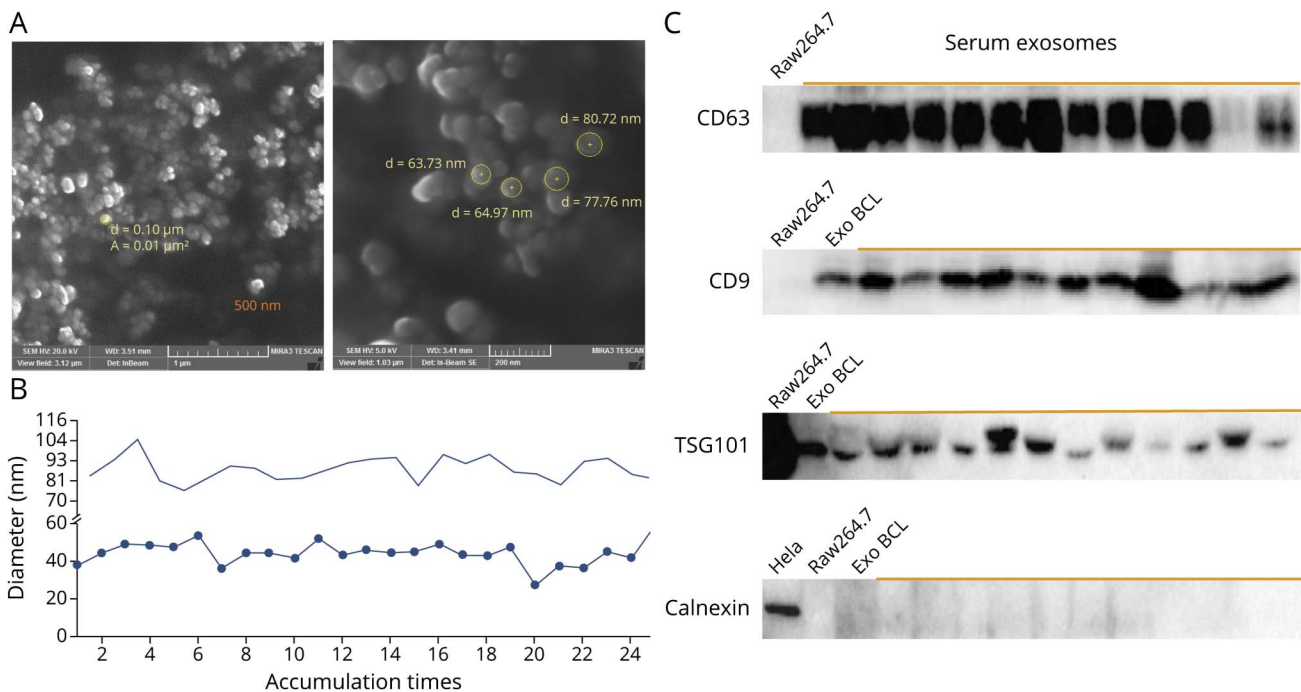 A
d = 0.10 µm
A = 0.01 µm²
500 nm
SEM HV: 20.0 kV
WD: 3.51 mm
MIRA3 TESCAN
View field: 3.12 µm
Det: InBeam
1 µm
d = 80.72 nm
d = 63.73 nm
d = 64.97 nm
d = 77.76 nm
SEM HV: 5.0 kV
WD: 3.41 mm
MIRA3 TESCAN
View field: 1.03 µm
Det: In-Beam SE
200 nm
B
Diameter (nm)
116
104
93
81
70
60
40
20
0
2 4 6 8 10 12 14 16 18 20 22 24
Accumulation times
C
Serum exosomes
Raw264.7
CD63
Raw264.7
Exo BCL
CD9
Raw264.7
Exo BCL
TSG101
Hela
Raw264.7
Exo BCL
Calnexin